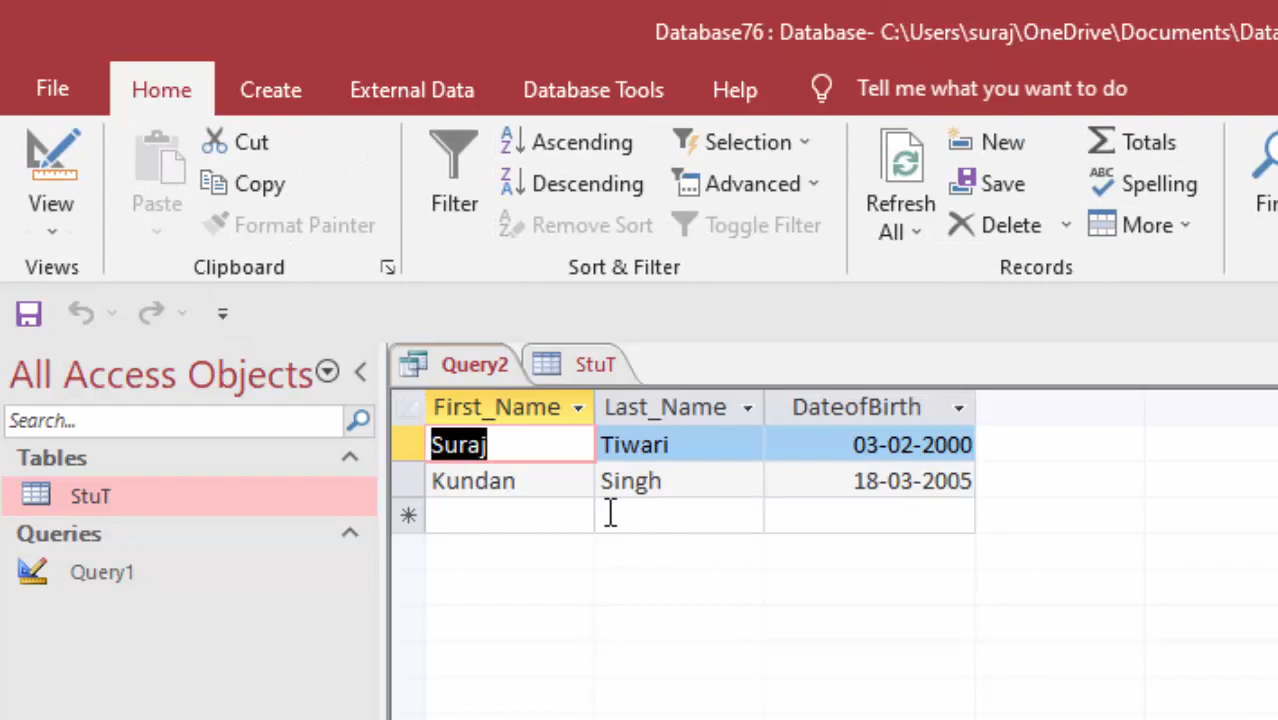 Database76 : Database- C:\Users\suraj\OneDrive\Documents\Data
File Home Create External Data Database Tools Help Tell me what you want to do
View
Views
Paste
Cut
Copy
Format Painter
Clipboard
Filter
Ascending
Descending
Remove Sort
Selection
Advanced
Toggle Filter
Sort & Filter
Refresh
All
New
Save
Delete
Totals
Spelling
More
Records
All Access Objects
Search...
Tables
StuT
Queries
Query1
Query2 StuT
First_Name Last_Name DateofBirth
Suraj Tiwari 03-02-2000
Kundan Singh 18-03-2005